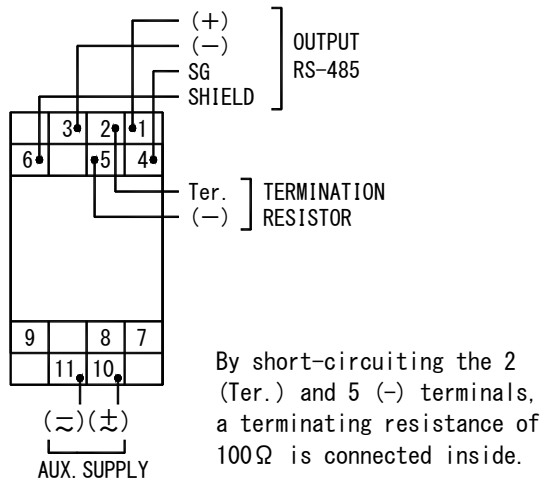 (+)
(−) OUTPUT
SG RS-485
SHIELD
3 2 1
6 5 4
Ter. TERMINATION
(−) RESISTOR
9 8 7
11 10
(⎓)(±)
AUX. SUPPLY
By short-circuiting the 2
(Ter.) and 5 (-) terminals,
a terminating resistance of
100Ω is connected inside.